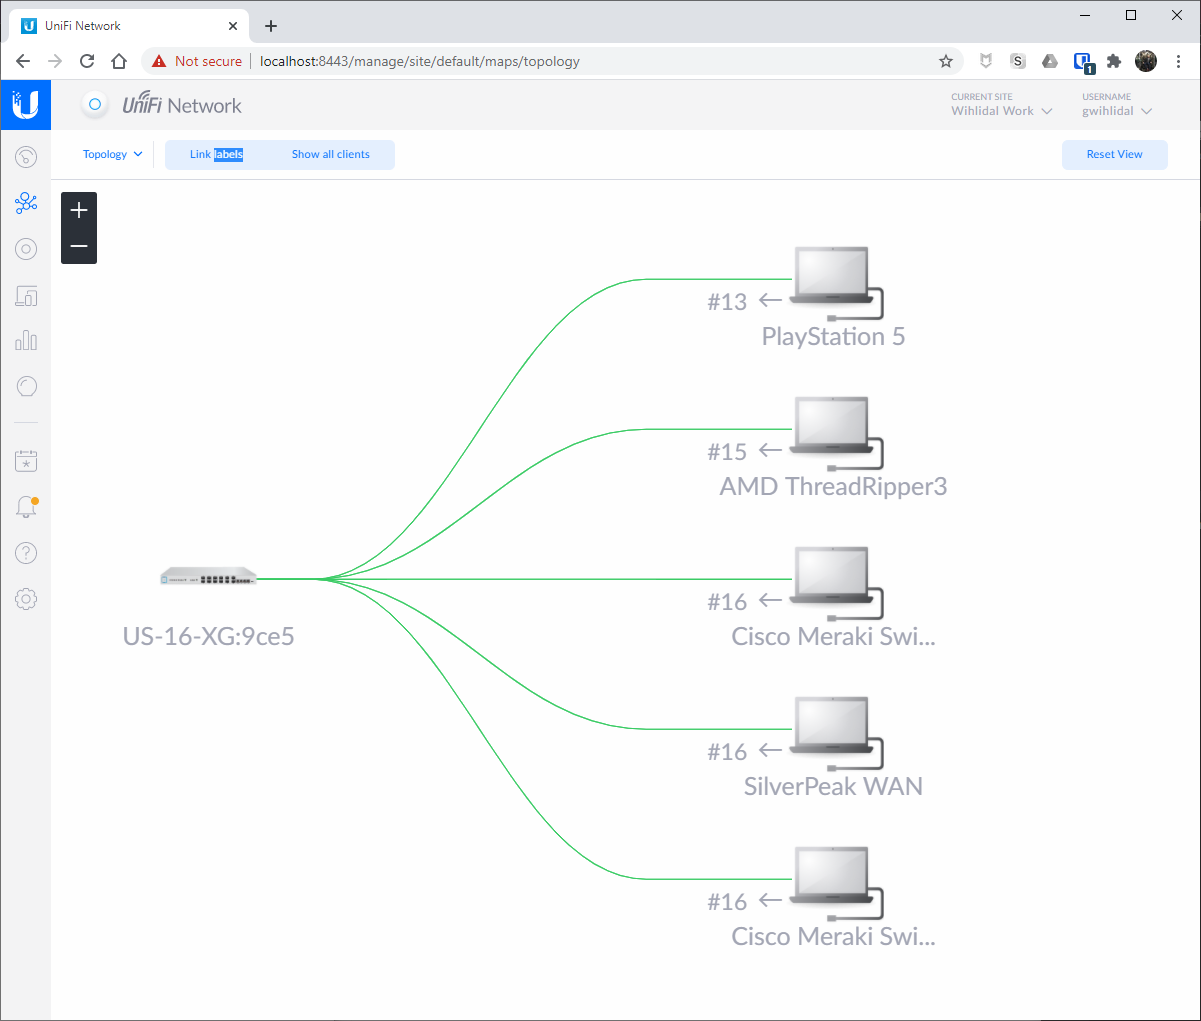 UniFi Network
Not secure
localhost:8443/manage/site/default/maps/topology
S
1
UniFi Network
CURRENT SITE
Wihlidal Work
USERNAME
gwihlidal
Topology
Link labels
Show all clients
Reset View
#13
PlayStation 5
#15
AMD ThreadRipper3
#16
Cisco Meraki Swi...
US-16-XG:9ce5
#16
SilverPeak WAN
#16
Cisco Meraki Swi...